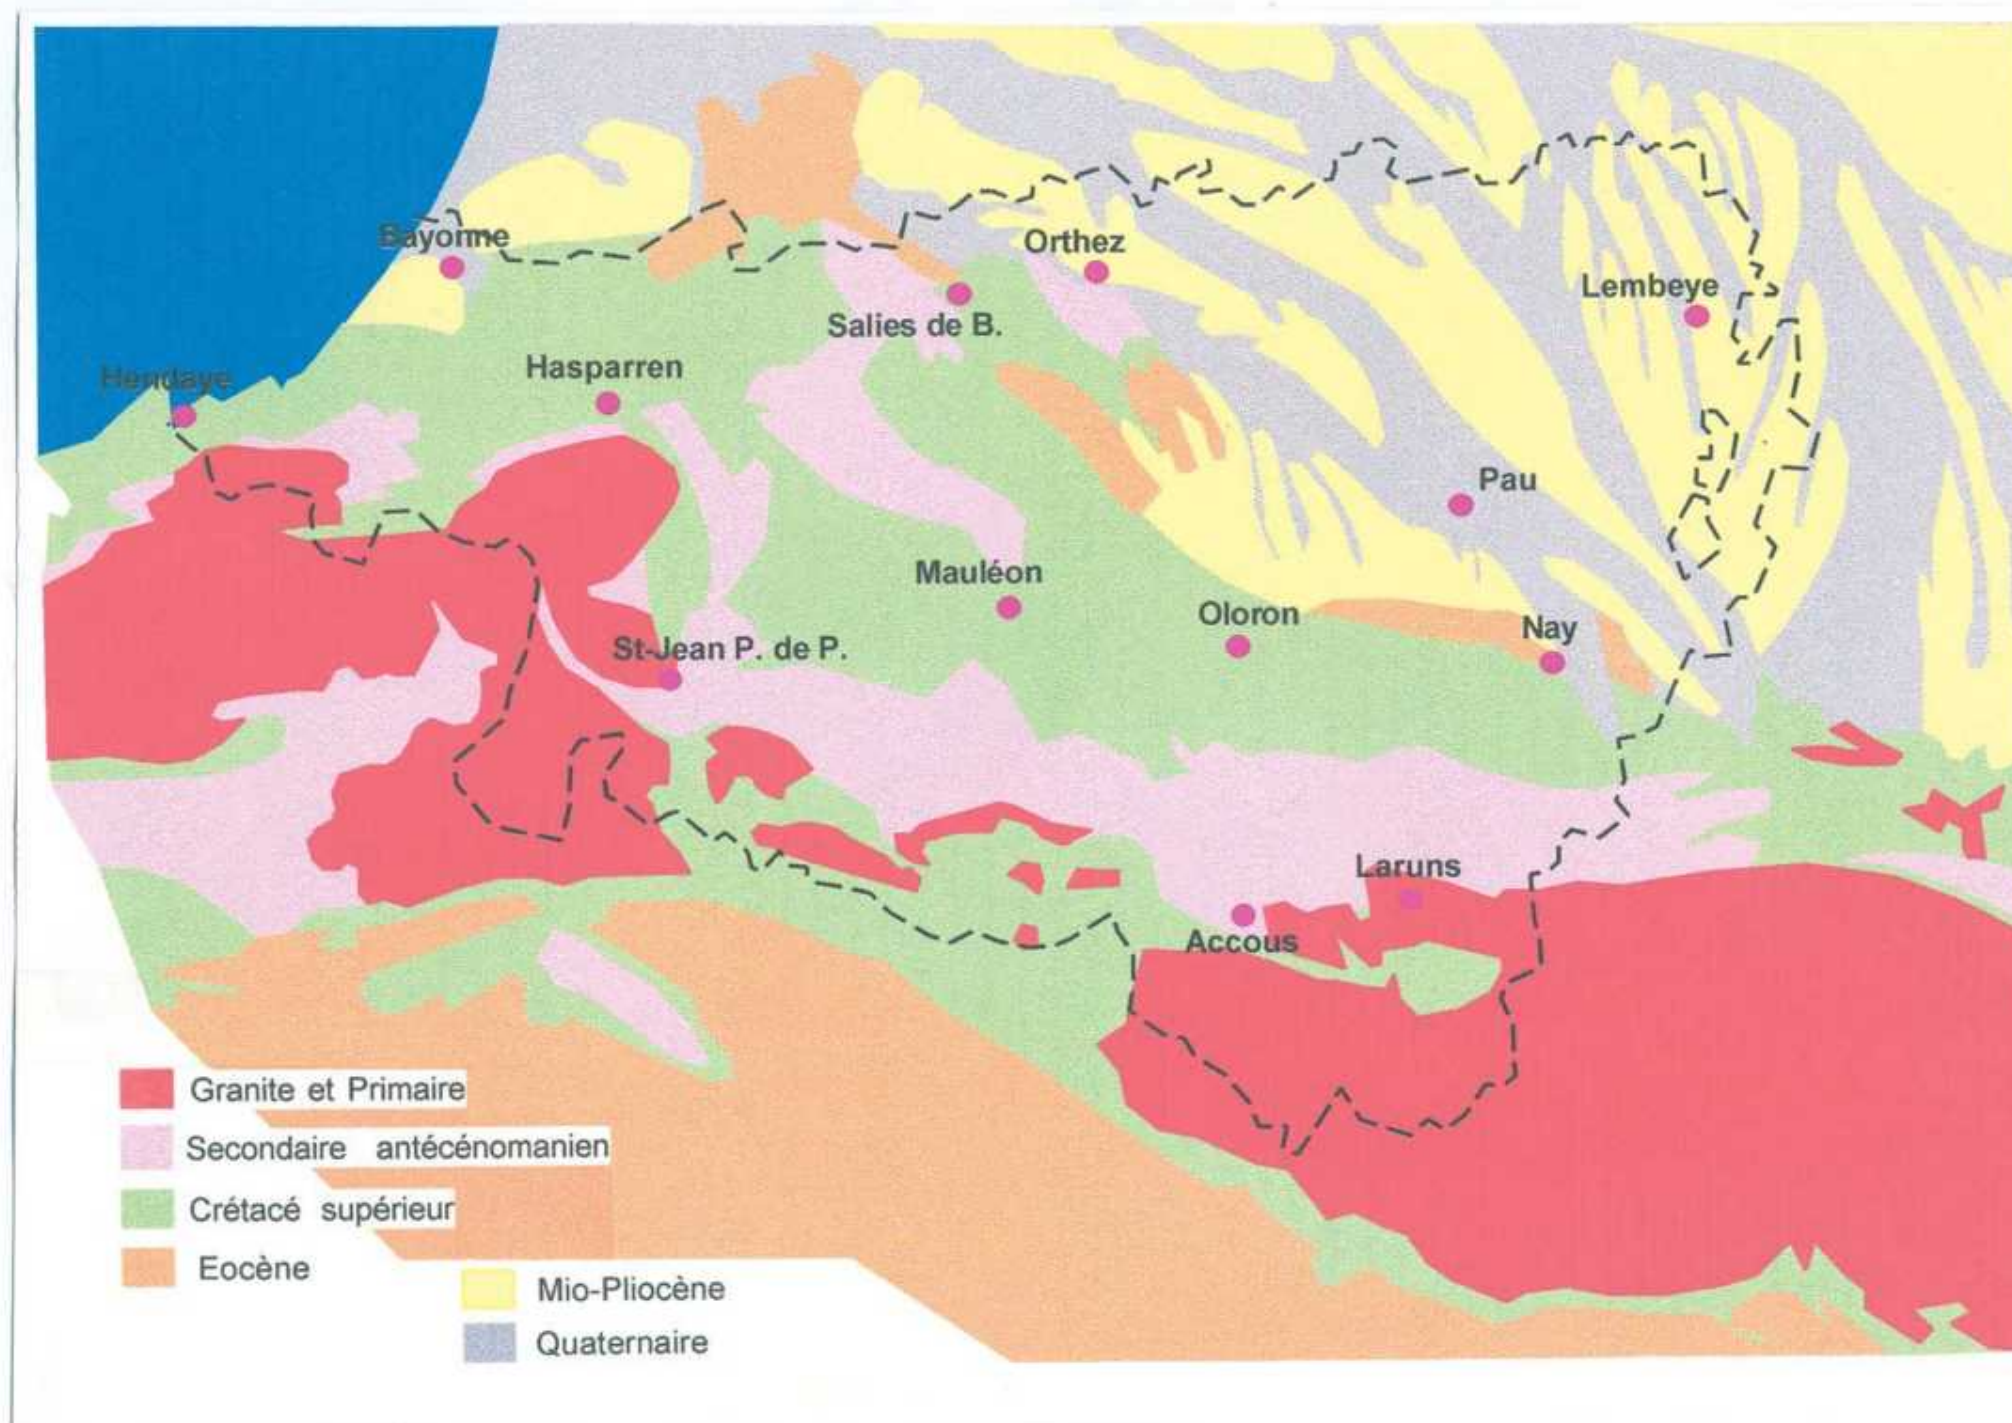 Bayonne
Orthez
Lembeye
Salies de B.
Hendaye
Hasparren
Pau
Mauléon
Oloron
Nay
St-Jean P. de P.
Laruns
Accous
Granite et Primaire
Secondaire antécénomanien
Crétacé supérieur
Eocène
Mio-Pliocène
Quaternaire